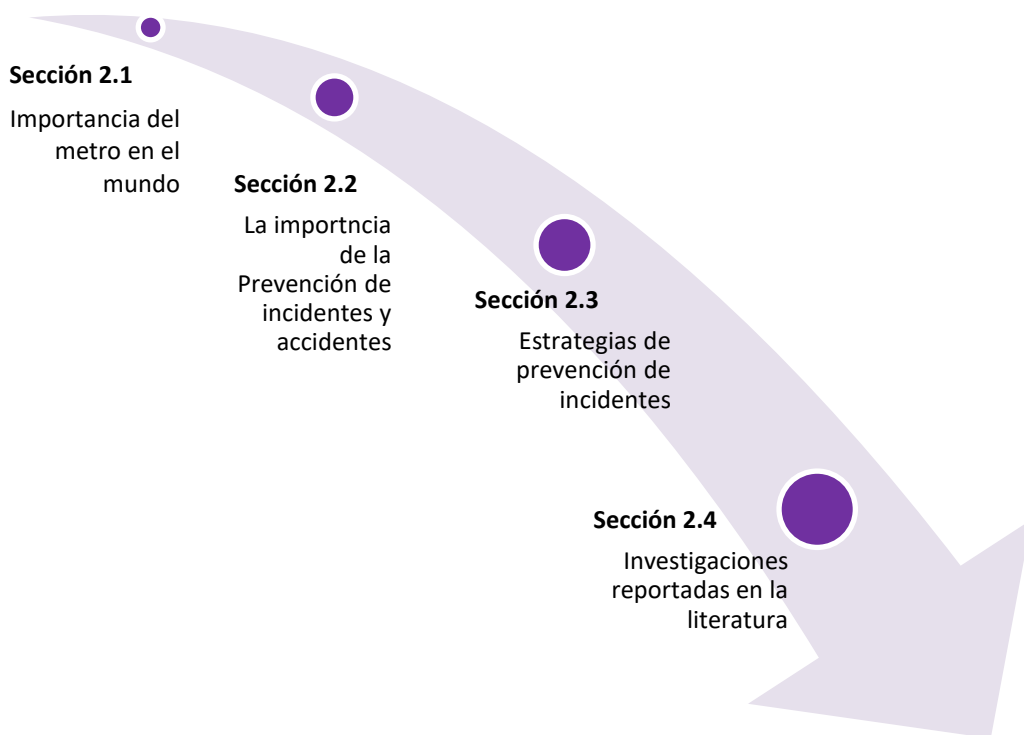 Sección 2.1
Importancia del
metro en el
mundo
Sección 2.2
La importncia
de la
Prevención de
incidentes y
accidentes
Sección 2.3
Estrategias de
prevención de
incidentes
Sección 2.4
Investigaciones
reportadas en la
literatura